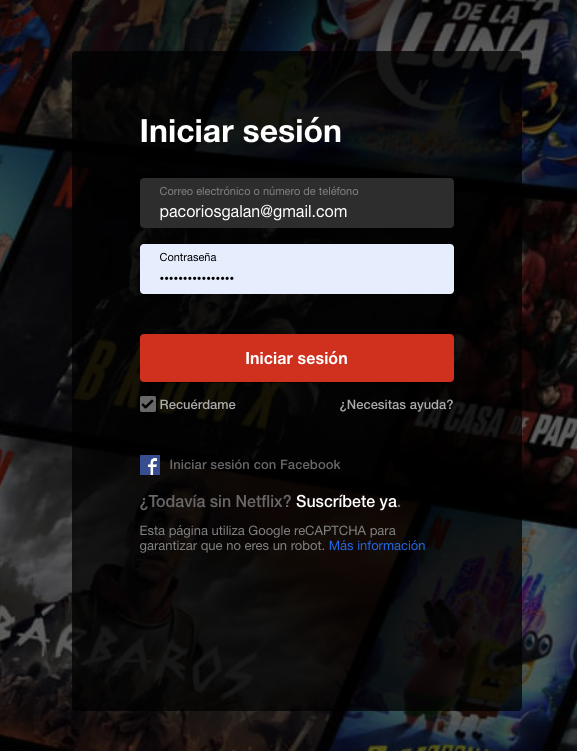 DE LA
LUNA
Iniciar sesión
Correo electrónico o número de teléfono
pacoriosgalan@gmail.com
Contraseña
•••••••••••••••
Iniciar sesión
Recuérdame
¿Necesitas ayuda?
BRONX
LA CASA DE PAP
Iniciar sesión con Facebook
¿Todavía sin Netflix? Suscríbete ya.
Esta página utiliza Google reCAPTCHA para
garantizar que no eres un robot. Más información
BÁRBAROS